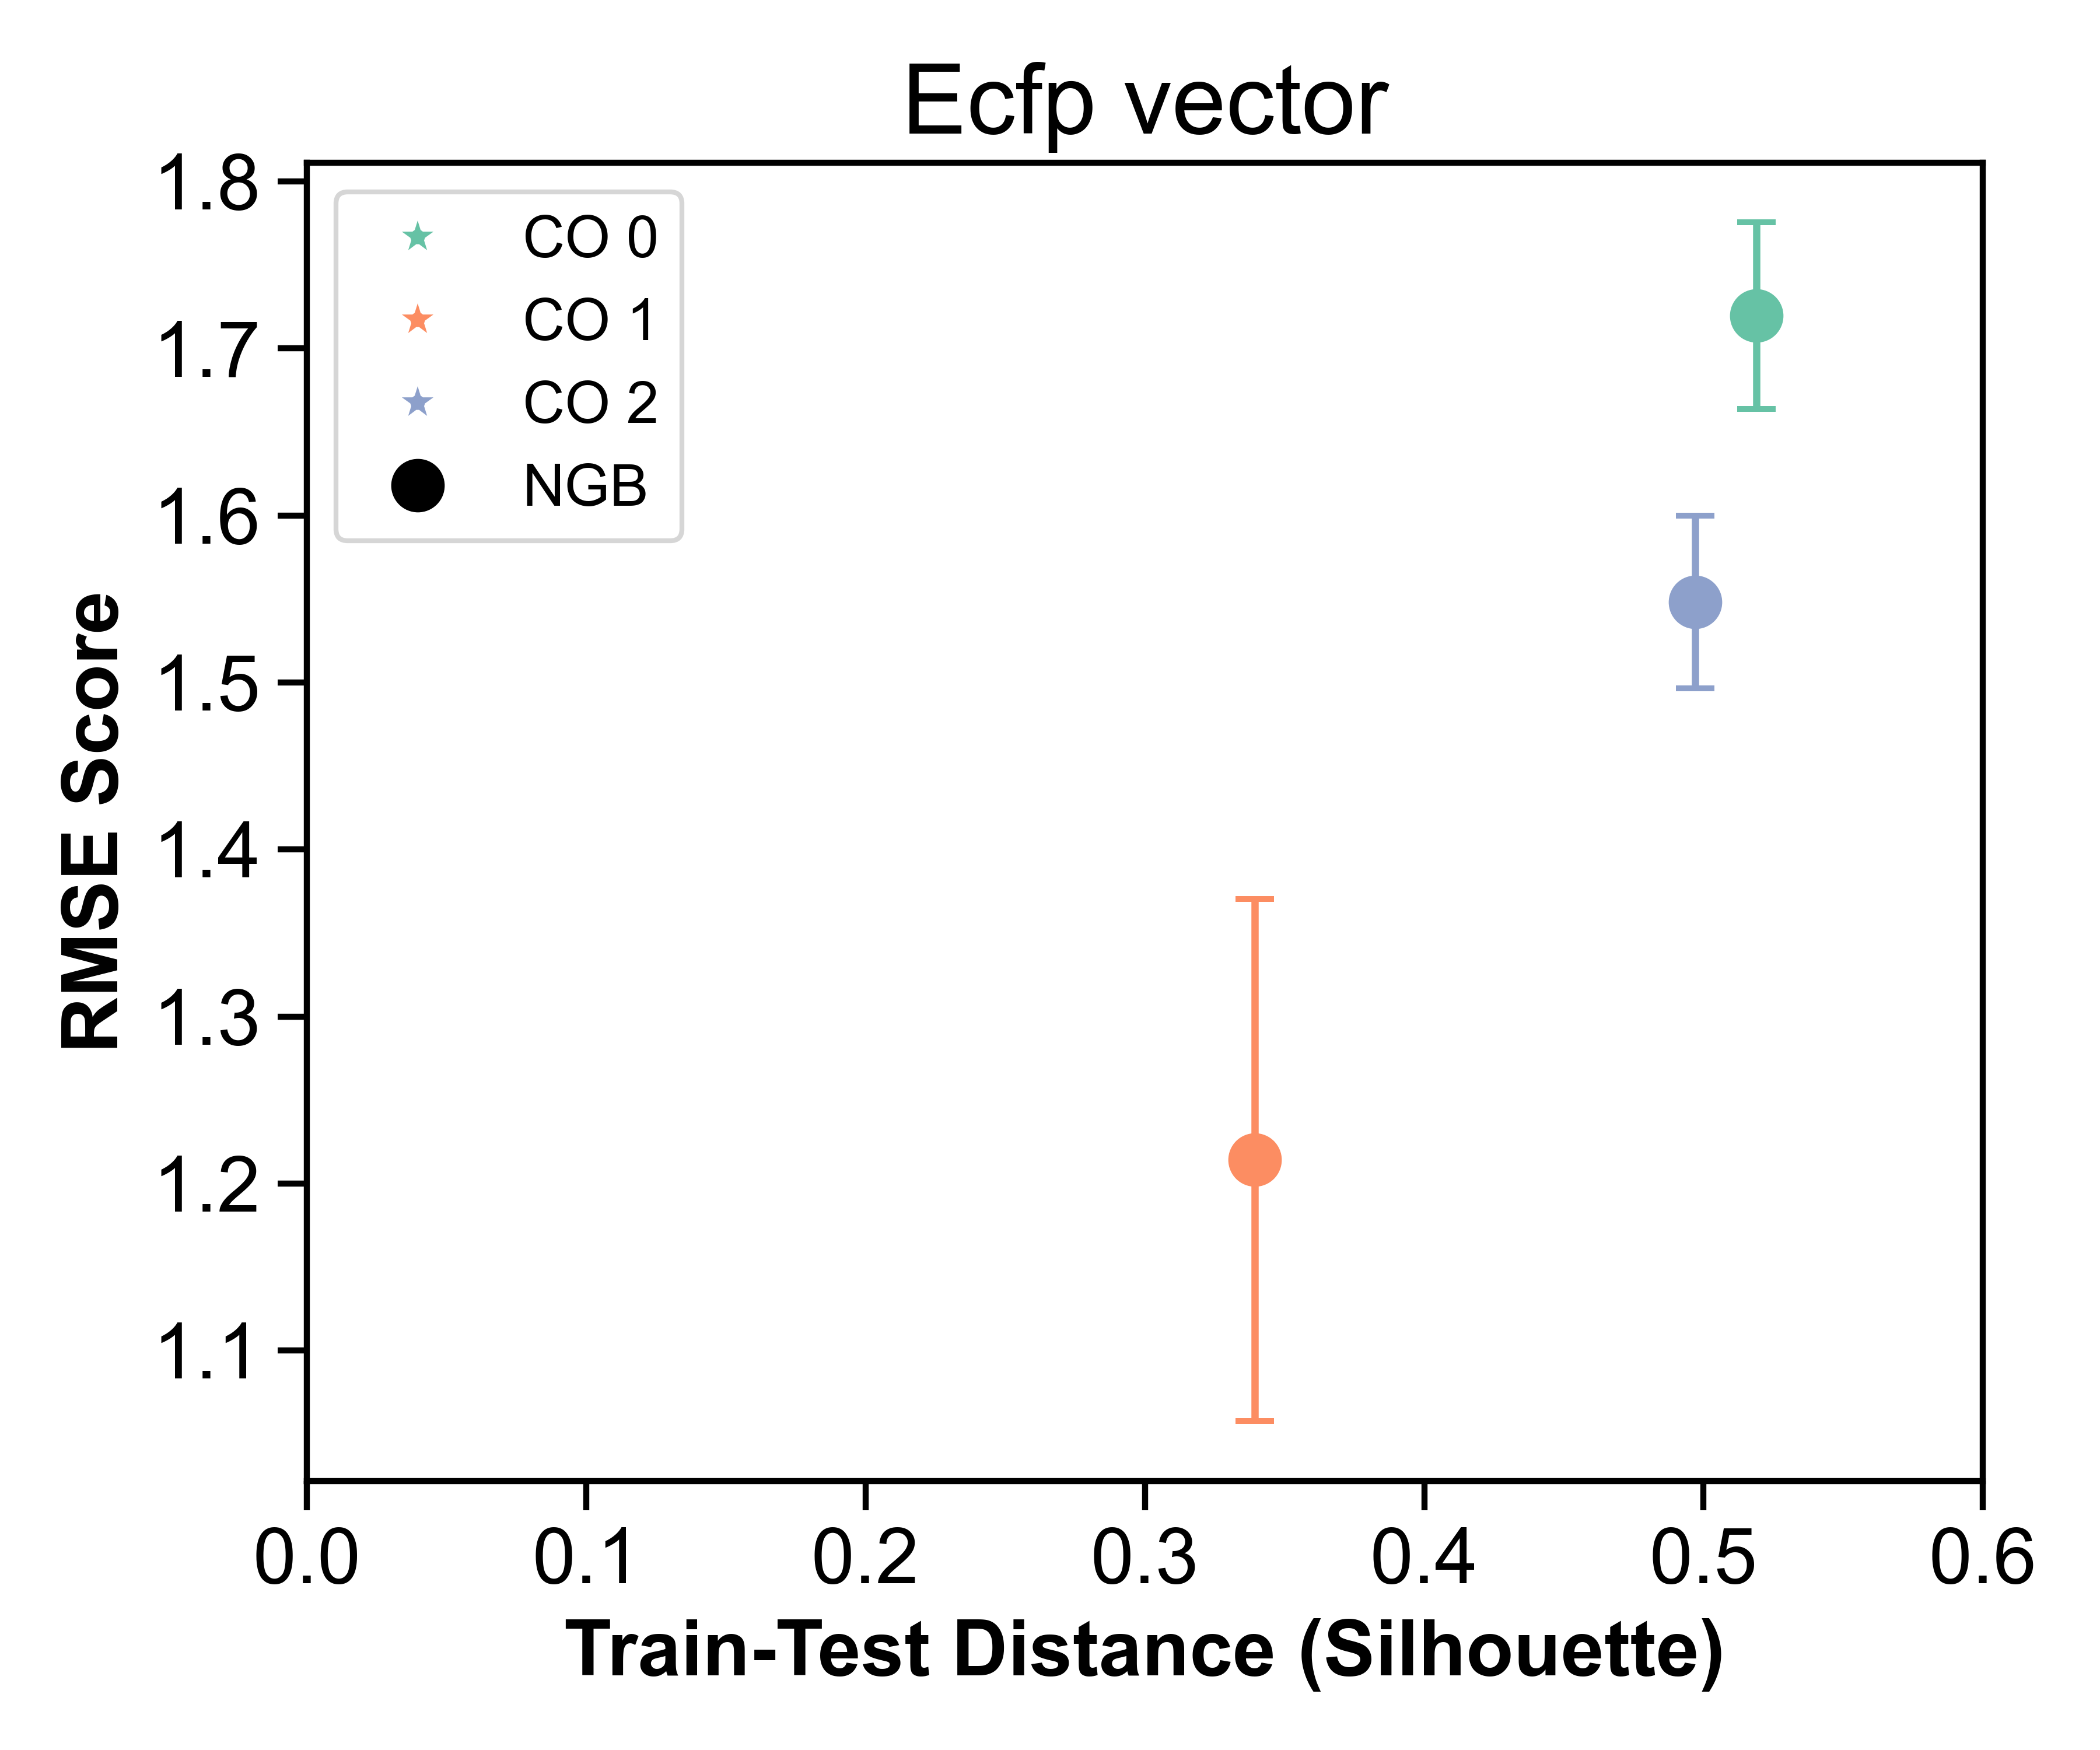 Ecfp vector
CO 0
CO 1
CO 2
NGB
RMSE Score
1.8
1.7
1.6
1.5
1.4
1.3
1.2
1.1
0.0 0.1 0.2 0.3 0.4 0.5 0.6
Train-Test Distance (Silhouette)